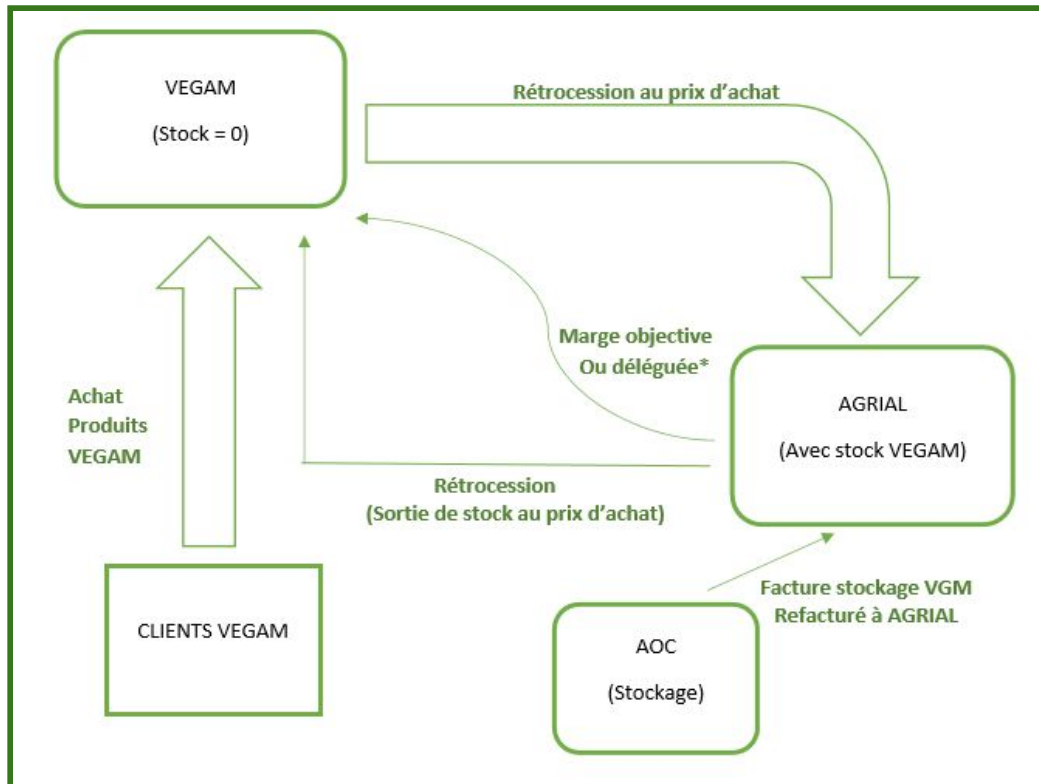 VEGAM
(Stock = 0)
Rétrocession au prix d’achat
Marge objective
Ou déléguée*
Achat
Produits
VEGAM
AGRIAL
(Avec stock VEGAM)
Rétrocession
(Sortie de stock au prix d’achat)
CLIENTS VEGAM
Facture stockage VGM
Refacturé à AGRIAL
AOC
(Stockage)